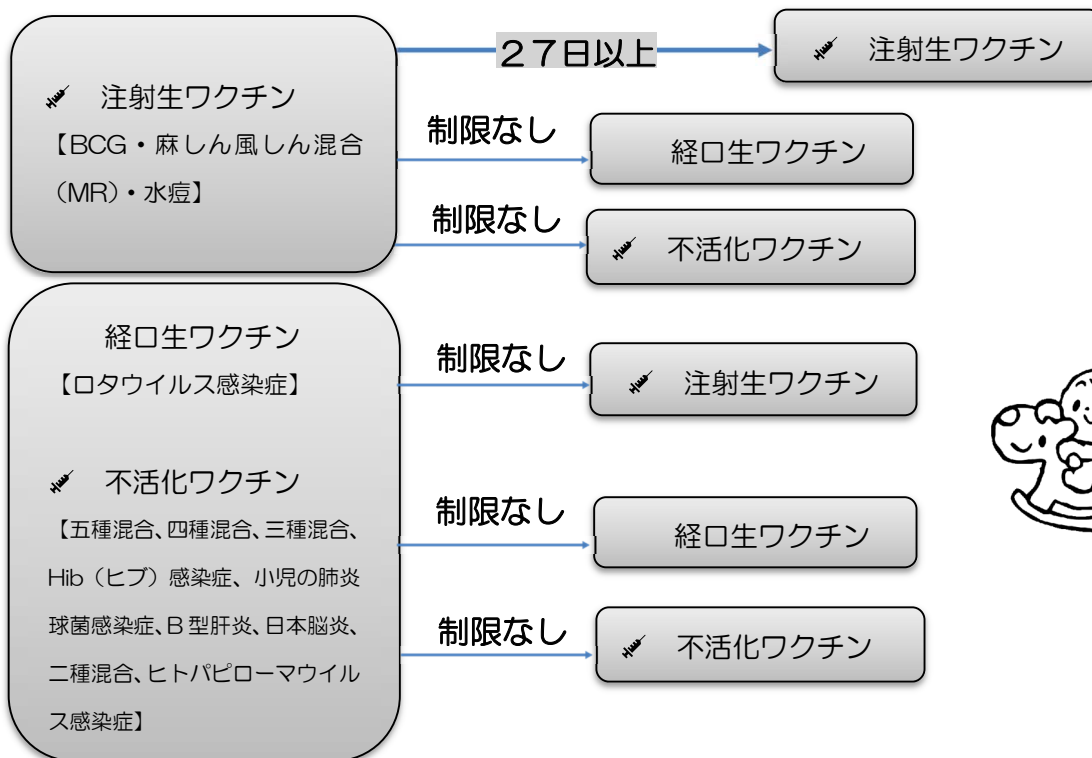 注射生ワクチン
【BCG・麻しん風しん混合
（MR）・水痘】
２７日以上
注射生ワクチン
制限なし
経口生ワクチン
制限なし
不活化ワクチン
経口生ワクチン
【ロタウイルス感染症】
不活化ワクチン
【五種混合、四種混合、三種混合、
Hib（ヒブ）感染症、小児の肺炎
球菌感染症、B型肝炎、日本脳炎、
二種混合、ヒトパピローマウイル
ス感染症】
制限なし
注射生ワクチン
制限なし
経口生ワクチン
制限なし
不活化ワクチン